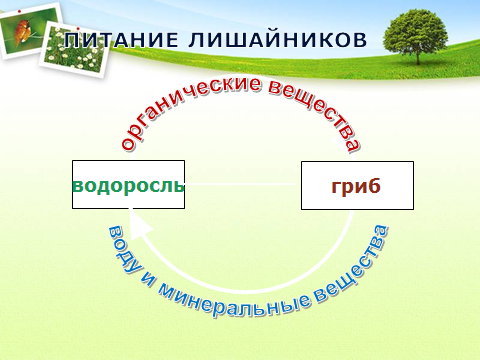 ПИТАНИЕ ЛИШАЙНИКОВ
органические вещества
водоросль
гриб
воду и минеральные вещества